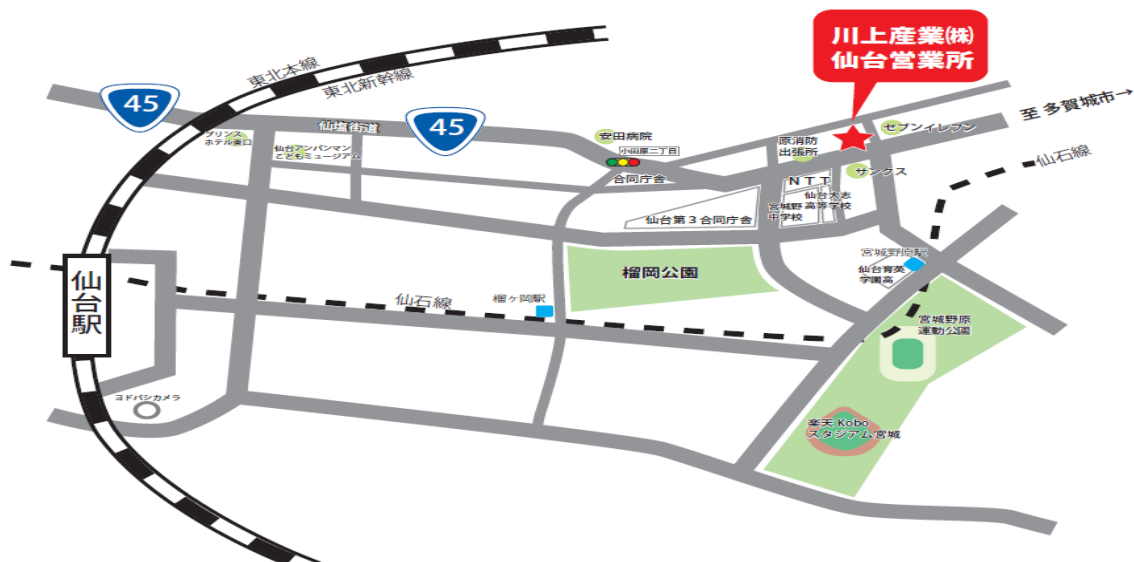 川上産業㈱
仙台営業所
東北本線
東北新幹線
45
仙塩街道
45
至 多賀城市→
プリンス
ホテル東口
仙台アンパンマン
こどもミュージアム
安田病院
小田原二丁目
合同庁舎
原消防
出張所
セブンイレブン
サンクス
仙石線
NTT
仙台大志
高等学校
宮城野
中学校
仙台第3合同庁舎
宮城野原駅
仙台育英
学園高
榴岡公園
仙台駅
仙石線
榴ヶ岡駅
宮城野原
運動公園
ヨドバシカメラ
楽天 Kobo
スタジアム宮城